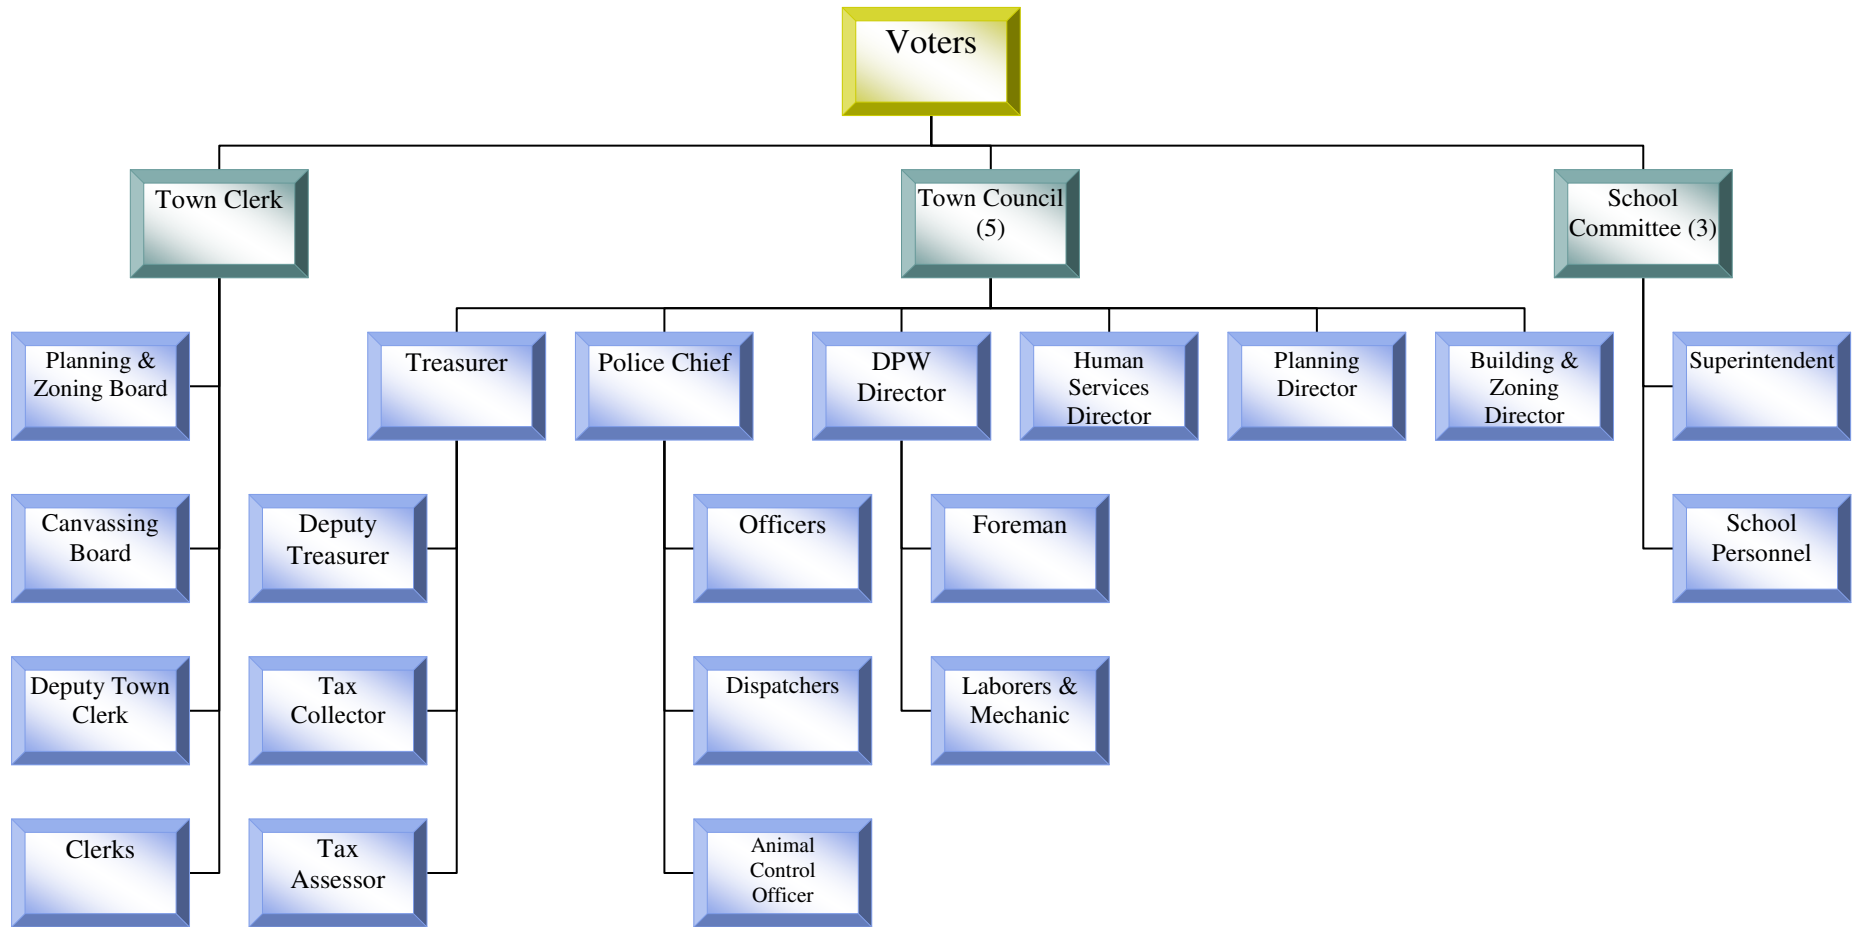 Voters
Town Clerk
Town Council
(5)
School
Committee (3)
Planning &
Zoning Board
Treasurer
Police Chief
DPW
Director
Human
Services
Director
Planning
Director
Building &
Zoning
Director
Superintendent
Canvassing
Board
Deputy
Treasurer
Officers
Foreman
School
Personnel
Deputy Town
Clerk
Tax
Collector
Dispatchers
Laborers &
Mechanic
Clerks
Tax
Assessor
Animal
Control
Officer